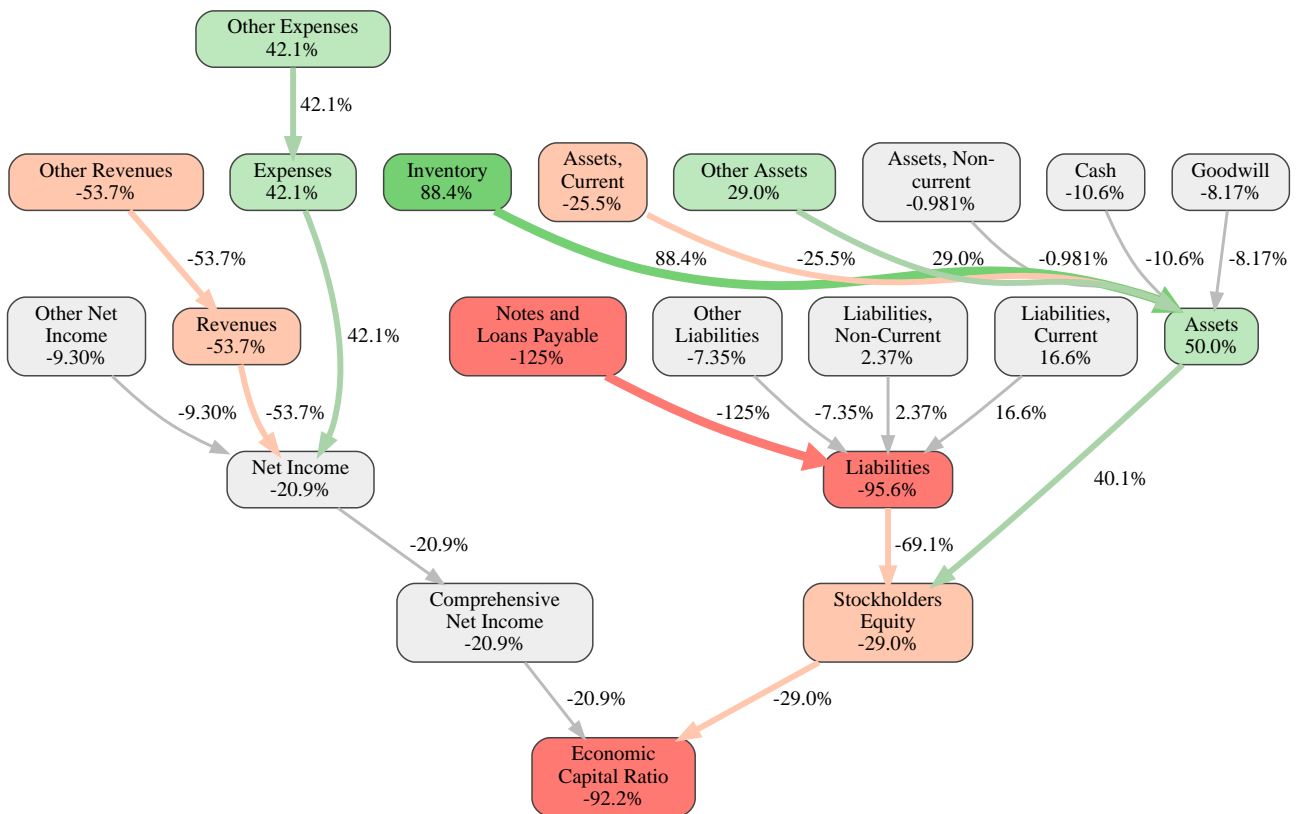 Other Expenses
42.1%
42.1%
Other Revenues
-53.7%
Expenses
42.1%
Inventory
88.4%
Assets,
Current
-25.5%
Other Assets
29.0%
Assets, Non-
current
-0.981%
Cash
-10.6%
Goodwill
-8.17%
-53.7%
88.4%
-25.5%
29.0%
-0.981%
-10.6%
-8.17%
Other Net
Income
-9.30%
Revenues
-53.7%
42.1%
Notes and
Loans Payable
-125%
Other
Liabilities
-7.35%
Liabilities,
Non-Current
2.37%
Liabilities,
Current
16.6%
Assets
50.0%
-9.30%
-53.7%
-125%
-7.35%
2.37%
16.6%
Net Income
-20.9%
Liabilities
-95.6%
40.1%
-20.9%
-69.1%
Comprehensive
Net Income
-20.9%
Stockholders
Equity
-29.0%
-20.9%
-29.0%
Economic
Capital Ratio
-92.2%